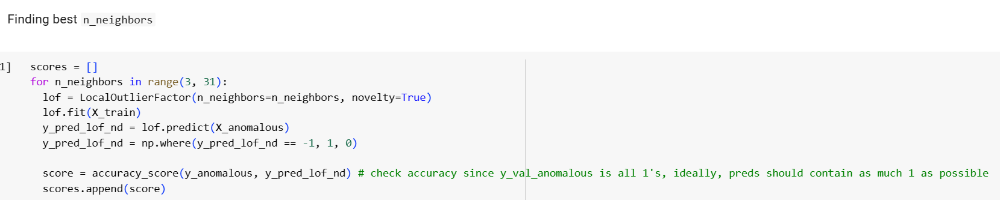 Finding best n_neighbors
1] scores = []
for n_neighbors in range(3, 31):
lof = LocalOutlierFactor(n_neighbors=n_neighbors, novelty=True)
lof.fit(X_train)
y_pred_lof_nd = lof.predict(X_anomalous)
y_pred_lof_nd = np.where(y_pred_lof_nd == -1, 1, 0)
score = accuracy_score(y_anomalous, y_pred_lof_nd) # check accuracy since y_val_anomalous is all 1's, ideally, preds should contain as much 1 as possible
scores.append(score)